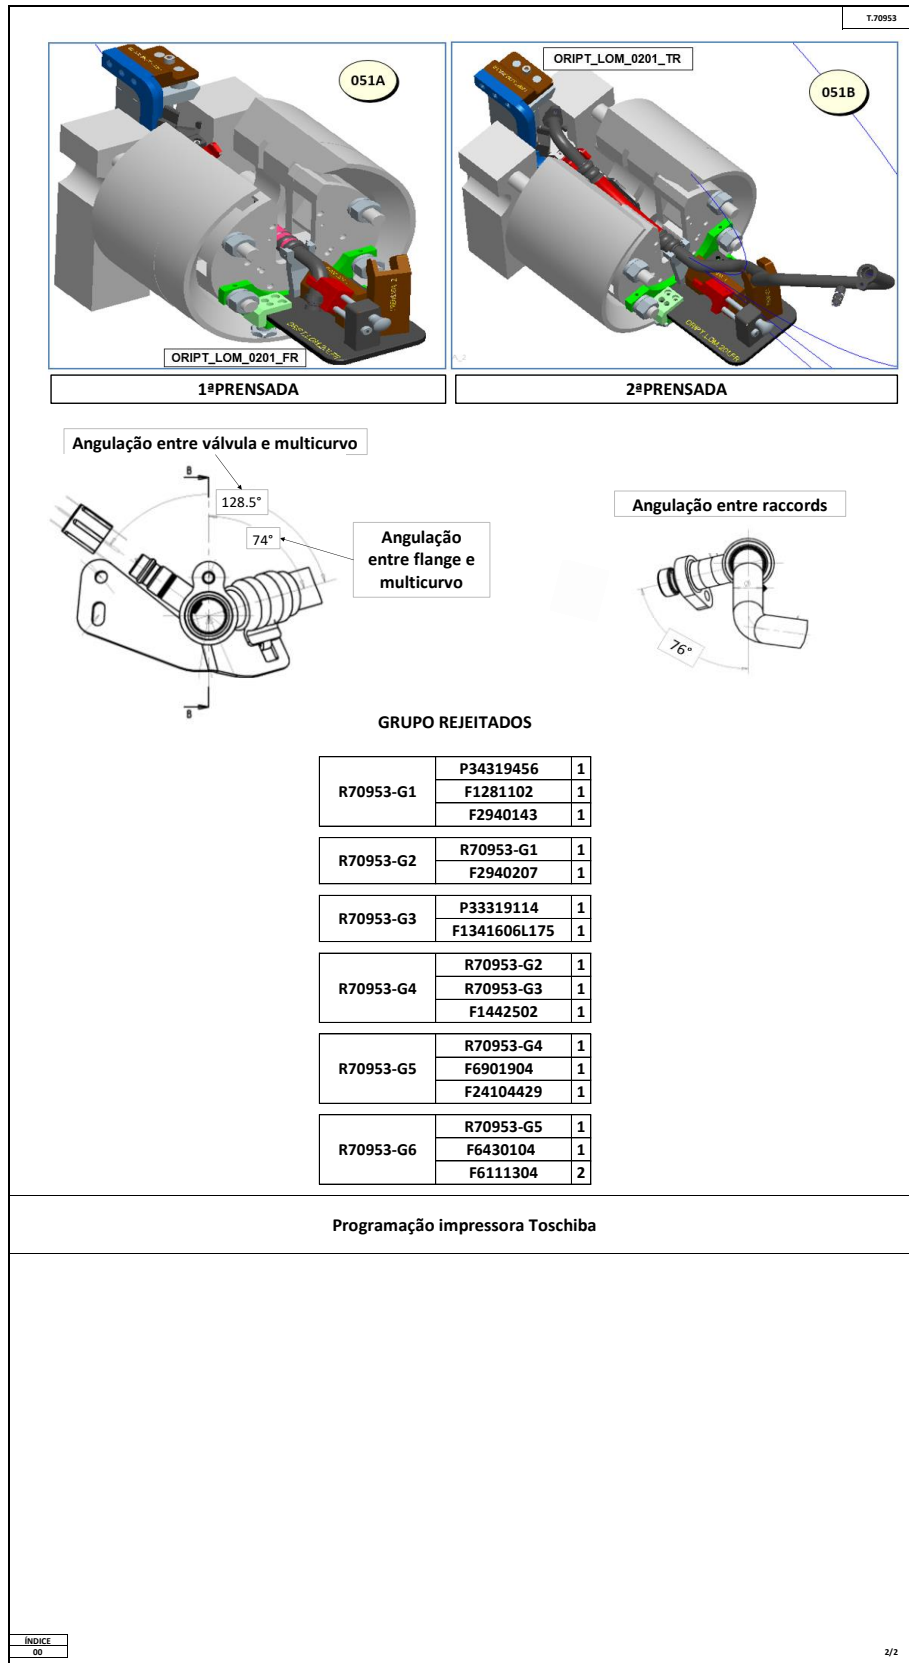 T.70953
051A
ORIPT_LOM_0201_FR
ORIPT_LOM_0201_TR
051B
1ªPRENSADA
2ªPRENSADA
Angulação entre válvula e multicurvo
B
128.5°
74°
Angulação
entre flange e
multicurvo
B
Angulação entre raccords
76°
GRUPO REJEITADOS
R70953-G1
P34319456 1
F1281102 1
F2940143 1
R70953-G2
R70953-G1 1
F2940207 1
R70953-G3
P33319114 1
F1341606L175 1
R70953-G4
R70953-G2 1
R70953-G3 1
F1442502 1
R70953-G5
R70953-G4 1
F6901904 1
F24104429 1
R70953-G6
R70953-G5 1
F6430104 1
F6111304 2
Programação impressora Toschiba
ÍNDICE
00
2/2